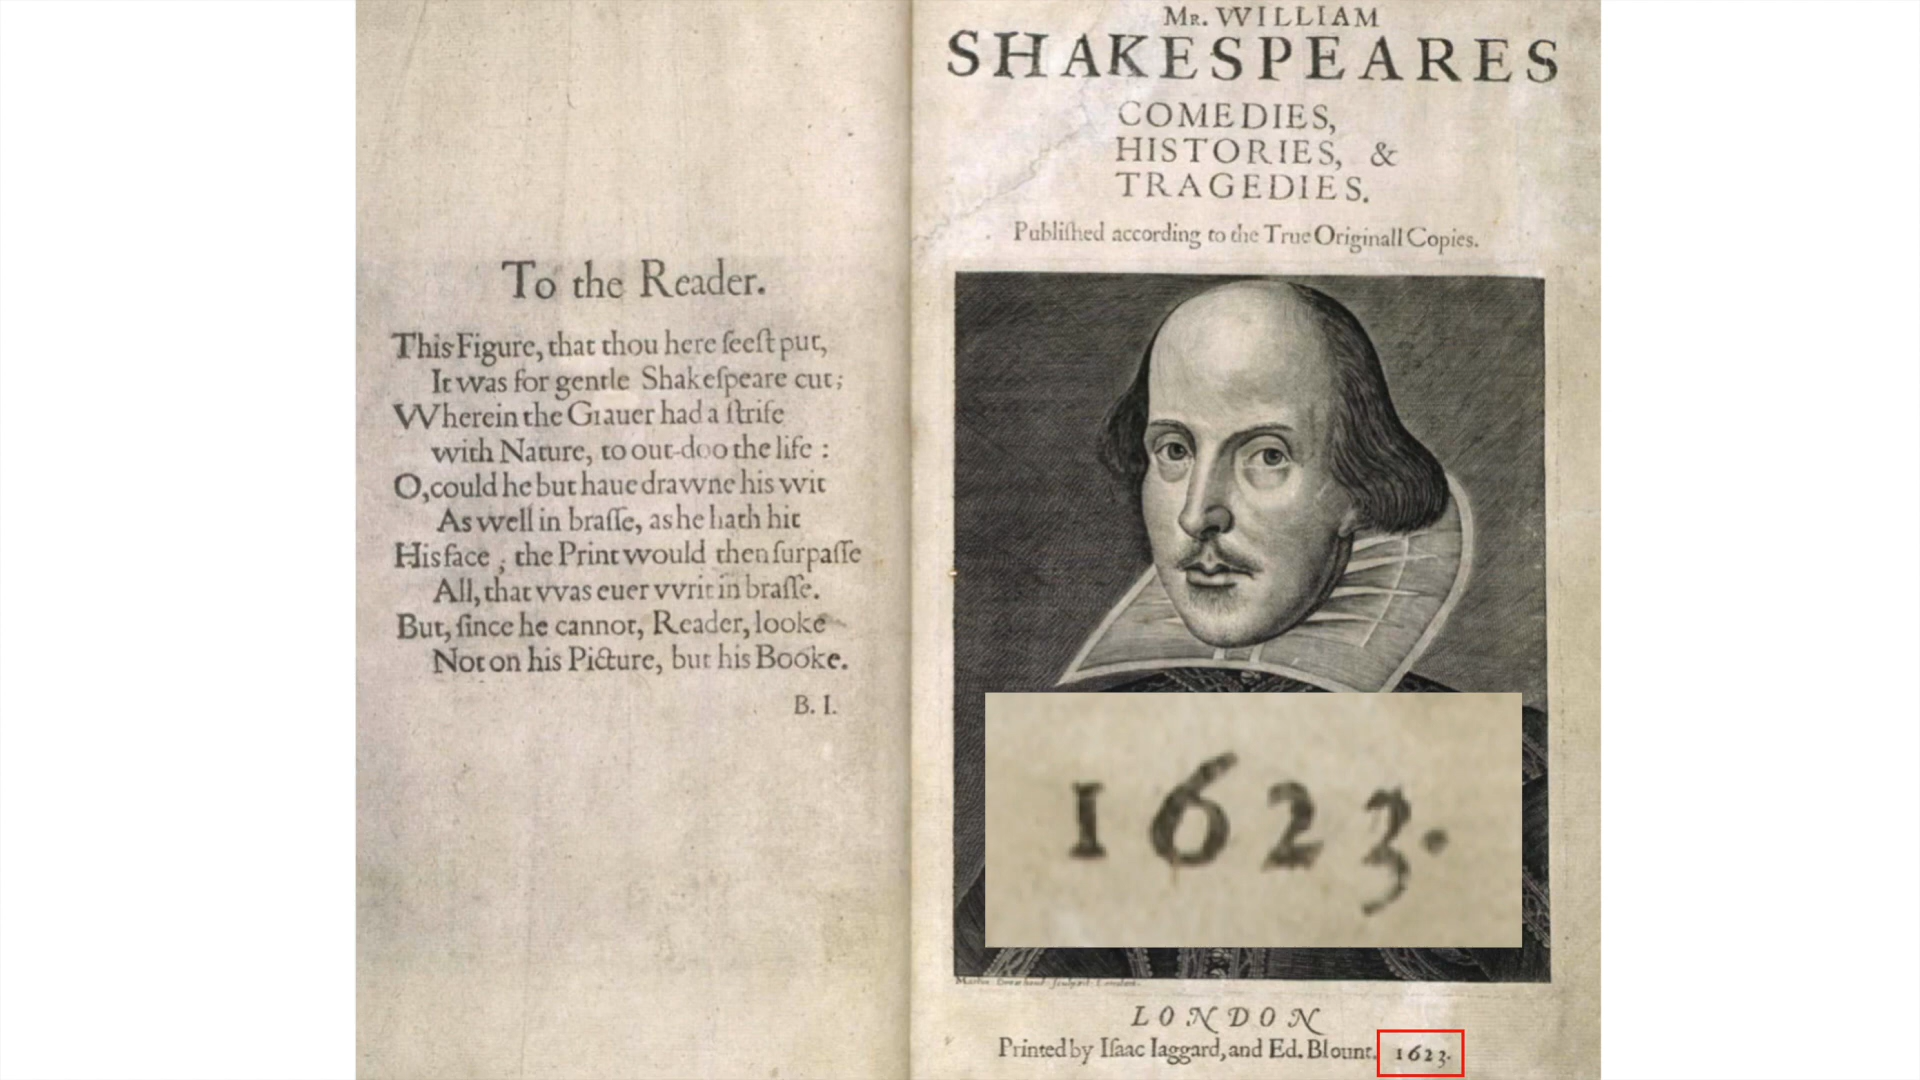 To the Reader.
This Figure, that thou here ſeeſt put,
It was for gentle Shakeſpeare cut;
Wherein the Grauer had a ſtrife
with Nature, to out-doo the life :
O, could he but haue drawne his wit
As well in braſſe, as he hath hit
His face ; the Print would then ſurpaſſe
All, that vvas euer vvrit in braſſe.
But, ſince he cannot, Reader, looke
Not on his Picture, but his Booke.
B. I.
Mr. WILLIAM
SHAKESPEARES
COMEDIES,
HISTORIES, &
TRAGEDIES.
Publiſhed according to the True Originall Copies.
1623.
Martin Droeshout ſculpſit London.
LONDON
Printed by Iſaac Iaggard, and Ed. Blount. 1623.